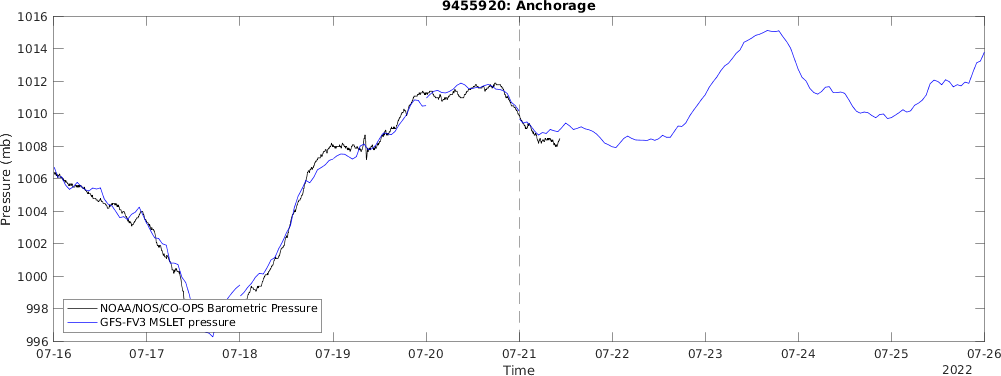 9455920: Anchorage
1016
1014
1012
1010
1008
1006
1004
1002
1000
998
996
Pressure (mb)
NOAA/NOS/CO-OPS Barometric Pressure
GFS-FV3 MSLET pressure
07-16 07-17 07-18 07-19 07-20 07-21 07-22 07-23 07-24 07-25 07-26
Time
2022